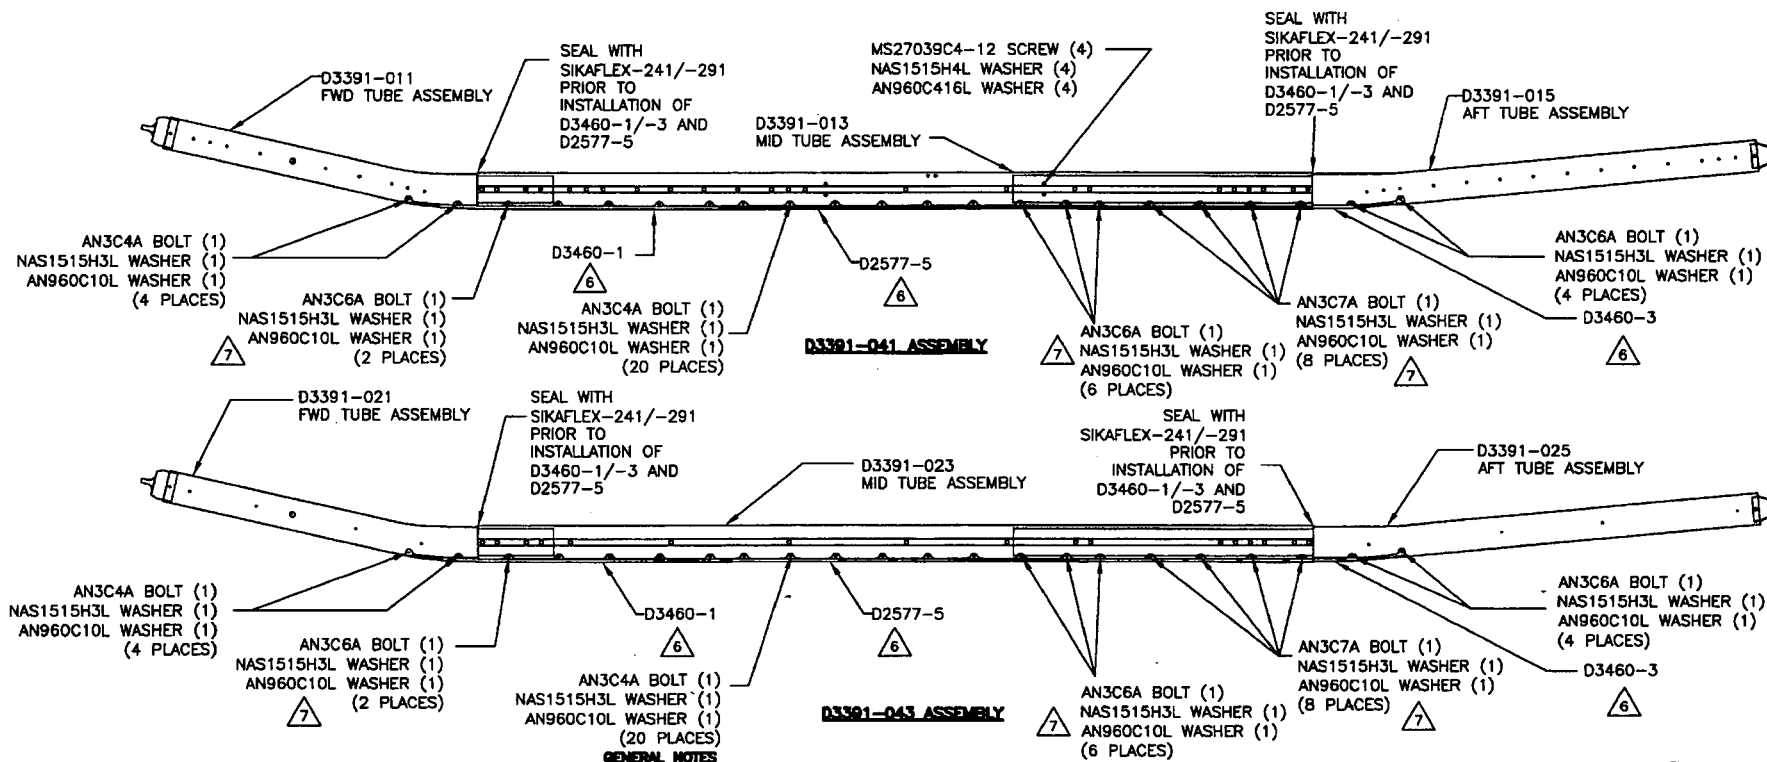 D3391-011
FWD TUBE ASSEMBLY
SEAL WITH
SIKAFLEX-241/-291
PRIOR TO
INSTALLATION OF
D3460-1/-3 AND
D2577-5
MS27039C4-12 SCREW (4)
NAS1515H4L WASHER (4)
AN960C416L WASHER (4)
D3391-013
MID TUBE ASSEMBLY
SEAL WITH
SIKAFLEX-241/-291
PRIOR TO
INSTALLATION OF
D3460-1/-3 AND
D2577-5
D3391-015
AFT TUBE ASSEMBLY
AN3C4A BOLT (1)
NAS1515H3L WASHER (1)
AN960C10L WASHER (1)
(4 PLACES)
AN3C6A BOLT (1)
NAS1515H3L WASHER (1)
AN960C10L WASHER (1)
(2 PLACES)
7
D3460-1
6
AN3C4A BOLT (1)
NAS1515H3L WASHER (1)
AN960C10L WASHER (1)
(20 PLACES)
D2577-5
6
D3391-041 ASSEMBLY
7
AN3C6A BOLT (1)
NAS1515H3L WASHER (1)
AN960C10L WASHER (1)
(6 PLACES)
AN3C7A BOLT (1)
NAS1515H3L WASHER (1)
AN960C10L WASHER (1)
(8 PLACES)
7
AN3C6A BOLT (1)
NAS1515H3L WASHER (1)
AN960C10L WASHER (1)
(4 PLACES)
D3460-3
6
D3391-021
FWD TUBE ASSEMBLY
SEAL WITH
SIKAFLEX-241/-291
PRIOR TO
INSTALLATION OF
D3460-1/-3 AND
D2577-5
D3391-023
MID TUBE ASSEMBLY
SEAL WITH
SIKAFLEX-241/-291
PRIOR TO
INSTALLATION OF
D3460-1/-3 AND
D2577-5
D3391-025
AFT TUBE ASSEMBLY
AN3C4A BOLT (1)
NAS1515H3L WASHER (1)
AN960C10L WASHER (1)
(4 PLACES)
AN3C6A BOLT (1)
NAS1515H3L WASHER (1)
AN960C10L WASHER (1)
(2 PLACES)
7
D3460-1
6
AN3C4A BOLT (1)
NAS1515H3L WASHER (1)
AN960C10L WASHER (1)
(20 PLACES)
D2577-5
6
D3391-043 ASSEMBLY
7
AN3C6A BOLT (1)
NAS1515H3L WASHER (1)
AN960C10L WASHER (1)
(6 PLACES)
AN3C7A BOLT (1)
NAS1515H3L WASHER (1)
AN960C10L WASHER (1)
(8 PLACES)
7
AN3C6A BOLT (1)
NAS1515H3L WASHER (1)
AN960C10L WASHER (1)
(4 PLACES)
D3460-3
6
GENERAL NOTES